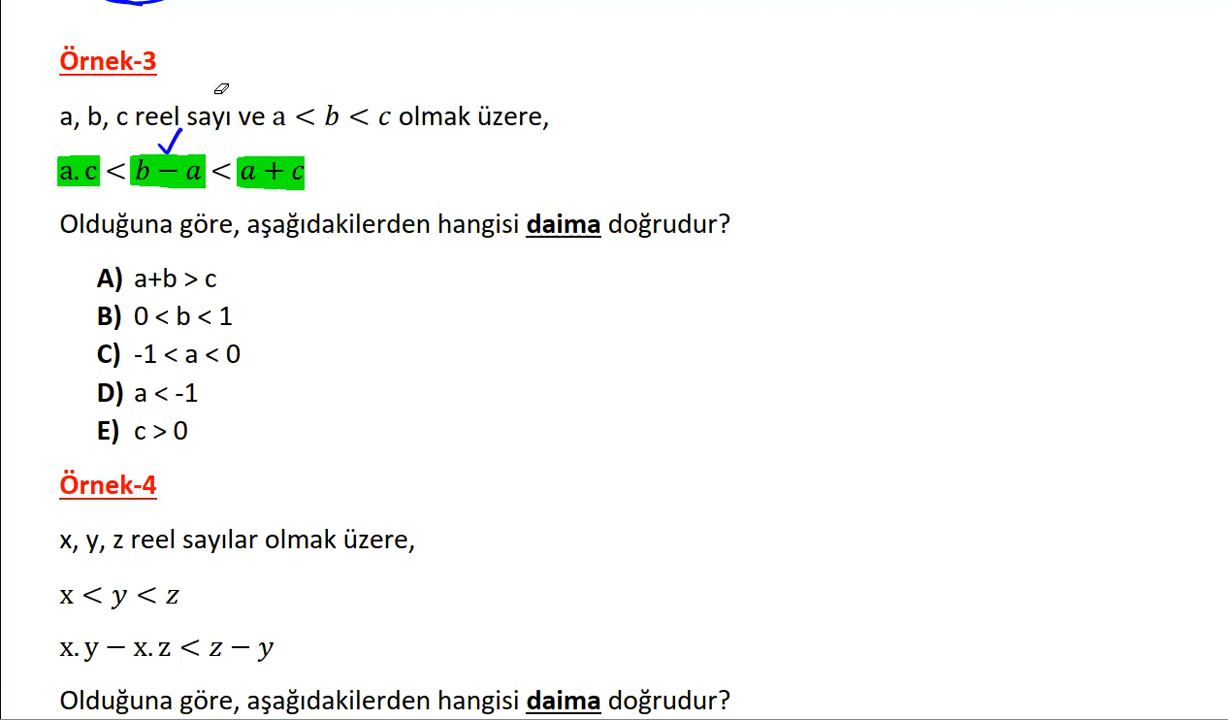 Örnek-3
a, b, c reel sayı ve a < b < c olmak üzere,
a. c < b − a < a + c
Olduğuna göre, aşağıdakilerden hangisi daima doğrudur?
A) a+b > c
B) 0 < b < 1
C) -1 < a < 0
D) a < -1
E) c > 0
Örnek-4
x, y, z reel sayılar olmak üzere,
x < y < z
x. y − x. z < z − y
Olduğuna göre, aşağıdakilerden hangisi daima doğrudur?